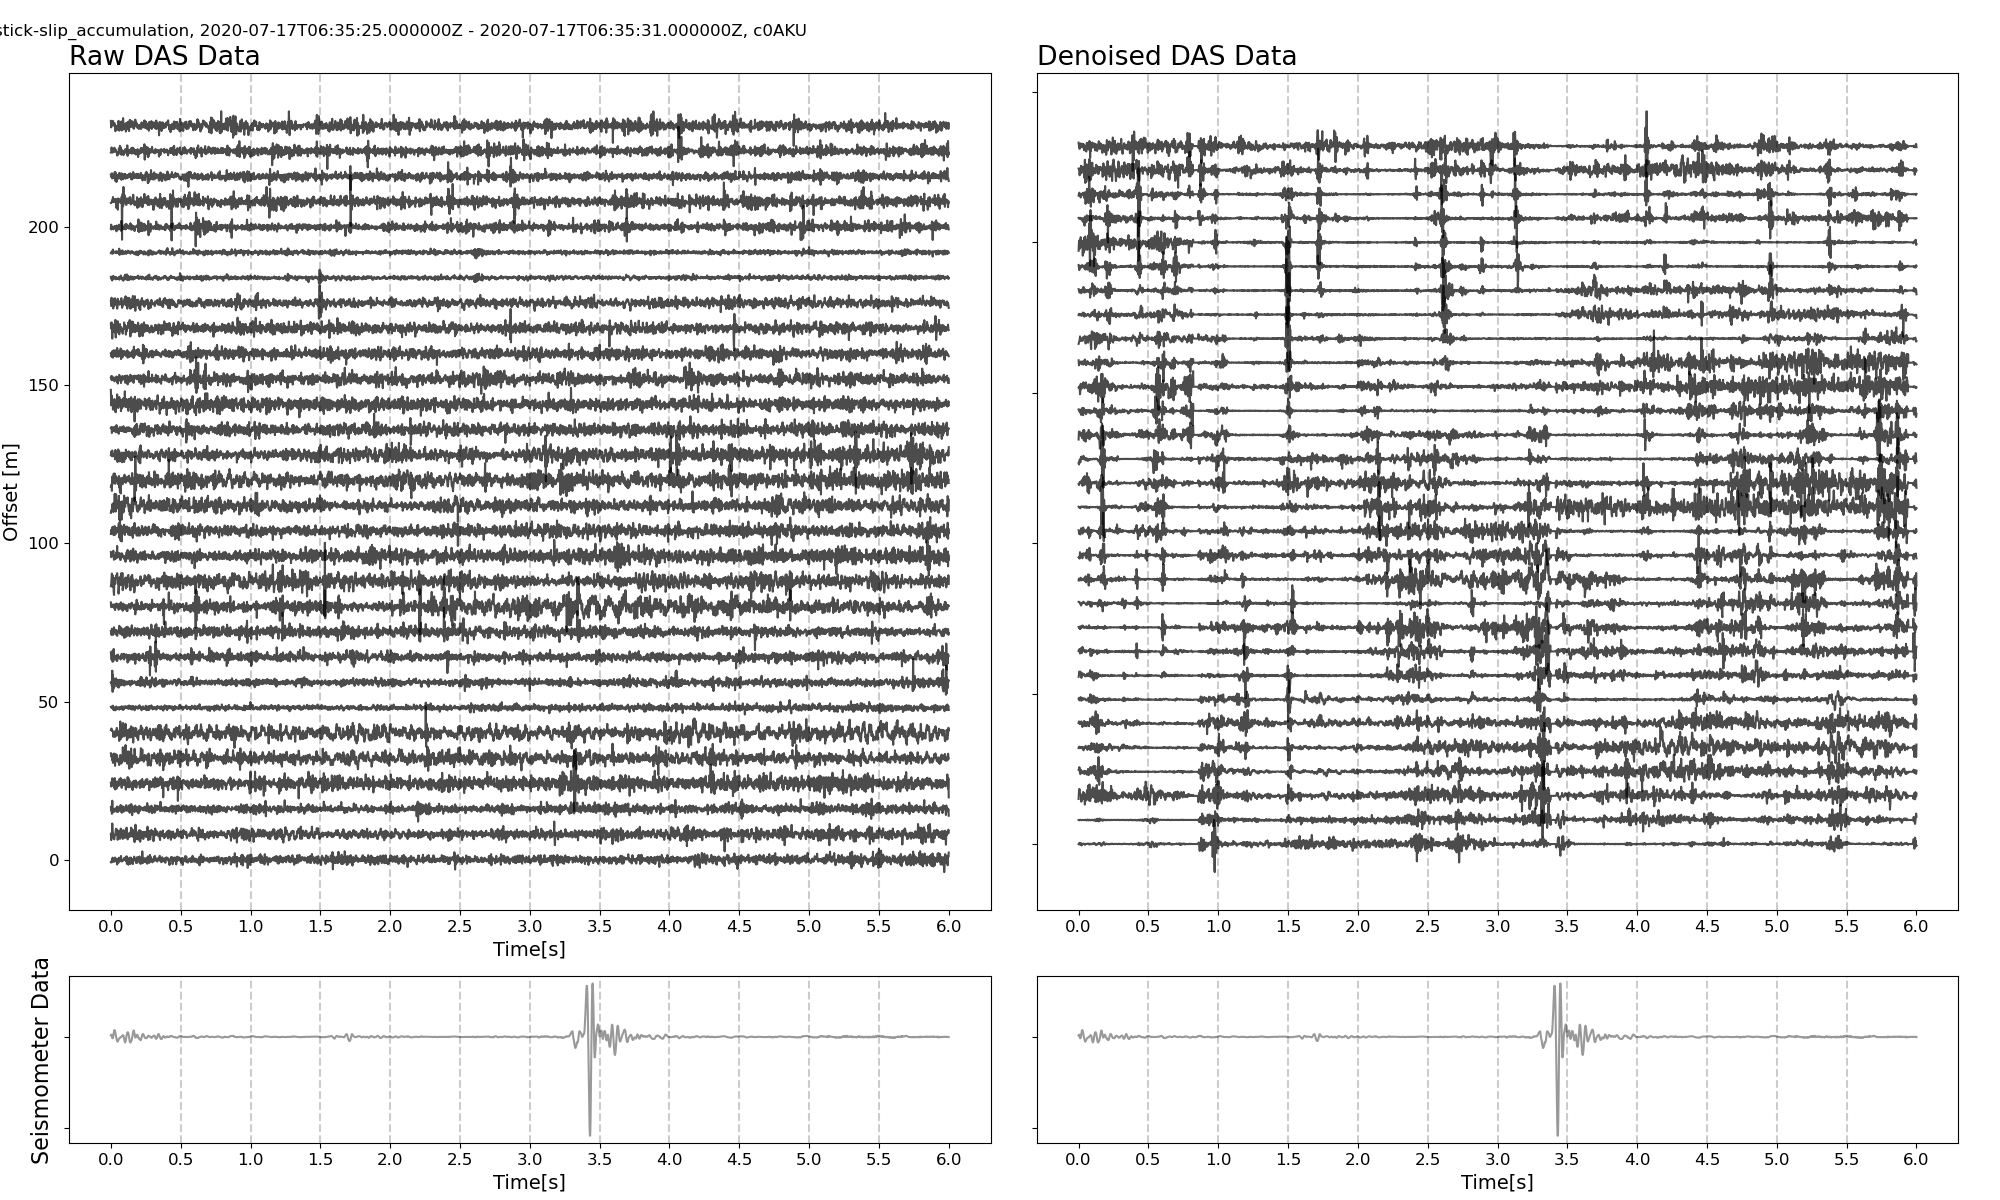 stick-slip_accumulation, 2020-07-17T06:35:25.000000Z - 2020-07-17T06:35:31.000000Z, c0AKU
Raw DAS Data
Denoised DAS Data
Offset [m]
200
150
100
50
0
0.0 0.5 1.0 1.5 2.0 2.5 3.0 3.5 4.0 4.5 5.0 5.5 6.0
Time[s]
0.0 0.5 1.0 1.5 2.0 2.5 3.0 3.5 4.0 4.5 5.0 5.5 6.0
Seismometer Data
0.0 0.5 1.0 1.5 2.0 2.5 3.0 3.5 4.0 4.5 5.0 5.5 6.0
Time[s]
0.0 0.5 1.0 1.5 2.0 2.5 3.0 3.5 4.0 4.5 5.0 5.5 6.0
Time[s]